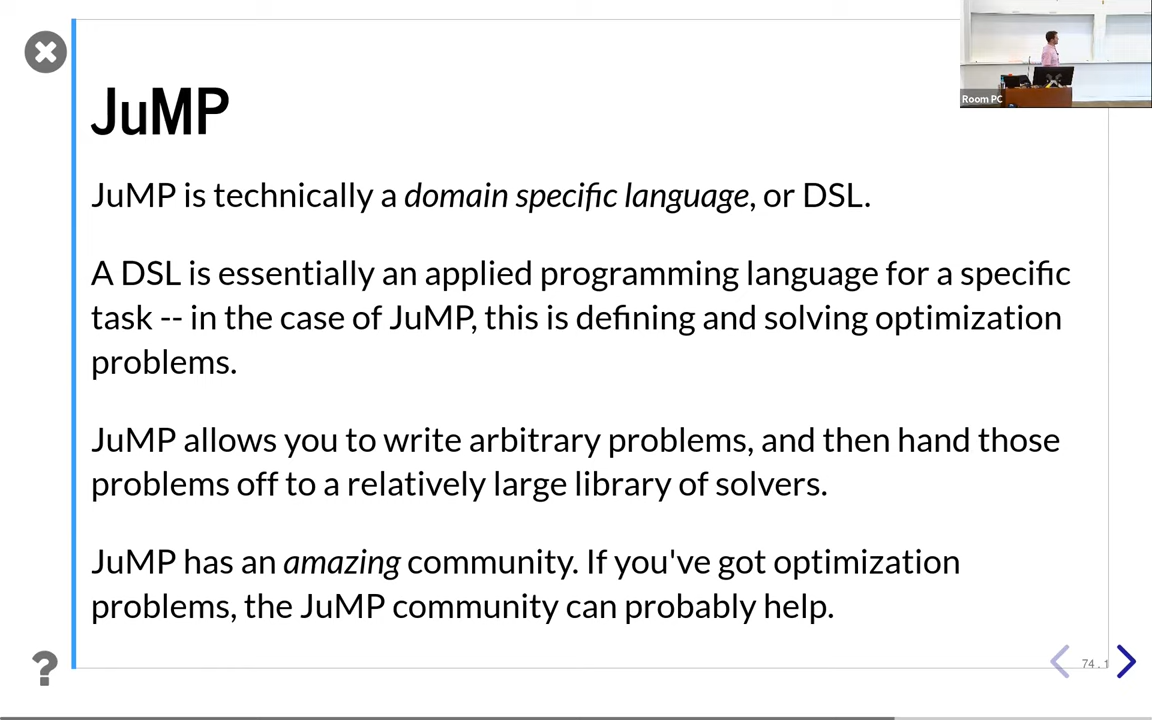 Room PC
JuMP
JuMP is technically a domain specific language, or DSL.
A DSL is essentially an applied programming language for a specific
task -- in the case of JuMP, this is defining and solving optimization
problems.
JuMP allows you to write arbitrary problems, and then hand those
problems off to a relatively large library of solvers.
JuMP has an amazing community. If you've got optimization
problems, the JuMP community can probably help.
?
74 . 1